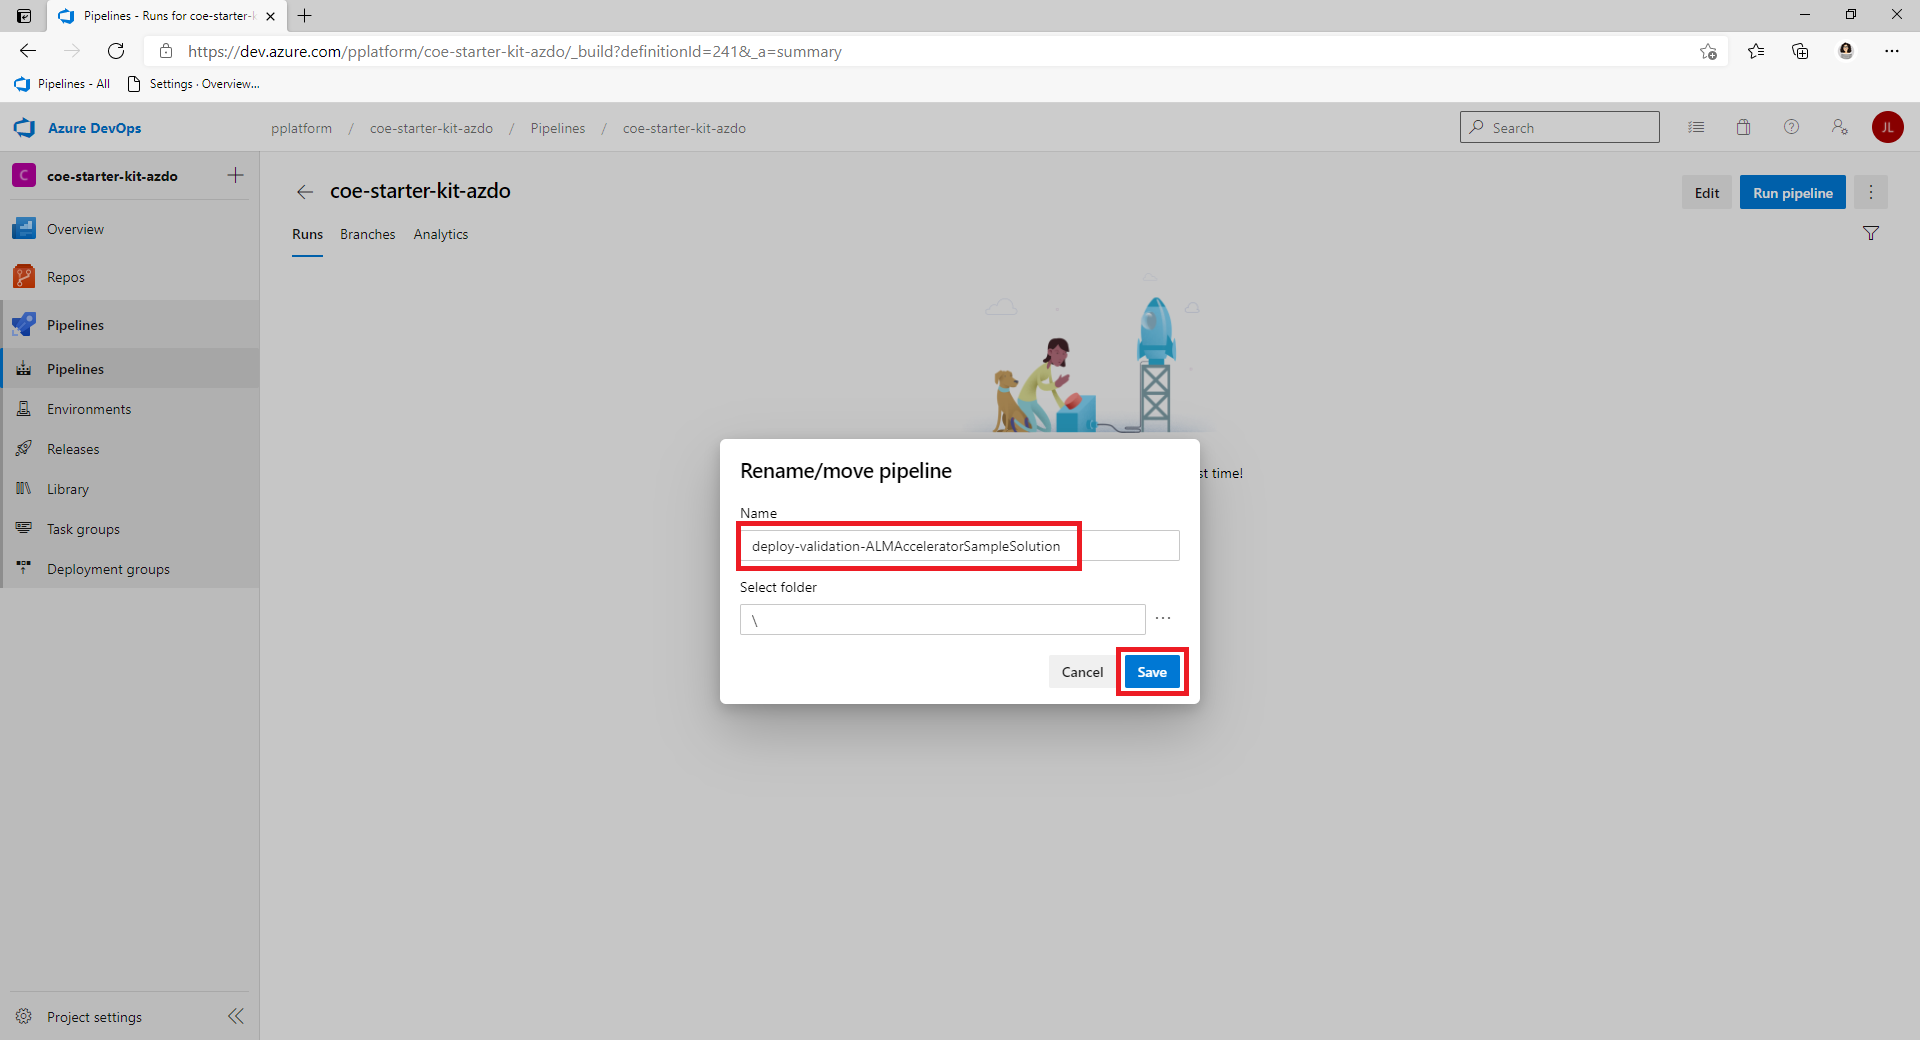 Pipelines - Runs for coe-starter-k
https://dev.azure.com/pplatform/coe-starter-kit-azdo/_build?definitionId=241&_a=summary
Pipelines - All
Settings · Overview...
Azure DevOps
pplatform / coe-starter-kit-azdo / Pipelines / coe-starter-kit-azdo
Search
JL
C
coe-starter-kit-azdo
Overview
Repos
Pipelines
Pipelines
Environments
Releases
Library
Task groups
Deployment groups
Project settings
coe-starter-kit-azdo
Edit
Run pipeline
Runs
Branches
Analytics
st time!
Rename/move pipeline
Name
deploy-validation-ALMAcceleratorSampleSolution
Select folder
\
...
Cancel
Save